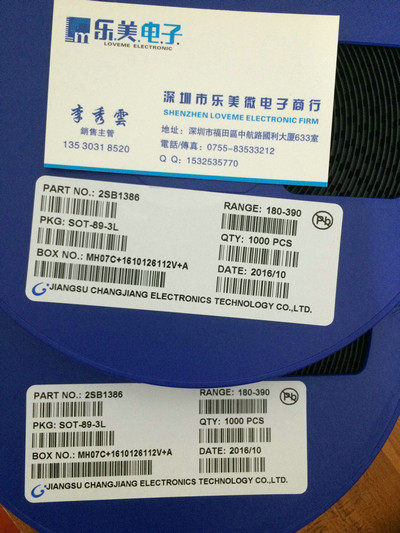 lm 乐美电子
LOVEME ELECTRONIC
李秀雲
銷售主管
135 3031 8520
深圳市乐美微电子商行
SHENZHEN LOVEME ELECTRONIC FIRM
地址：深圳市福田區中航路國利大厦633室
電話/傳真：0755-83533212
Q Q: 1532535770
PART NO.: 2SB1386
RANGE: 180-390
Pb
PKG: SOT-89-3L
QTY: 1000 PCS
BOX NO.: MH07C+1610126112V+A
DATE: 2016/10
JIANGSU CHANGJIANG ELECTRONICS TECHNOLOGY CO.,LTD.
PART NO.: 2SB1386
RANGE: 180-390
Pb
PKG: SOT-89-3L
QTY: 1000 PCS
BOX NO.: MH07C+1610126112V+A
DATE: 2016/10
JIANGSU CHANGJIANG ELECTRONICS TECHNOLOGY CO.,LTD.